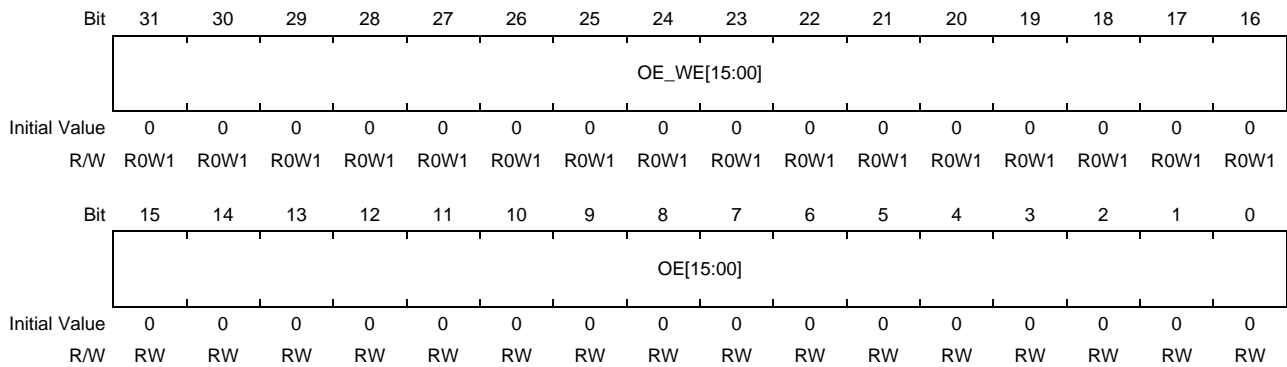 Bit 31 30 29 28 27 26 25 24 23 22 21 20 19 18 17 16
OE_WE[15:00]
Initial Value 0 0 0 0 0 0 0 0 0 0 0 0 0 0 0 0
R/W R0W1 R0W1 R0W1 R0W1 R0W1 R0W1 R0W1 R0W1 R0W1 R0W1 R0W1 R0W1 R0W1 R0W1 R0W1 R0W1
Bit 15 14 13 12 11 10 9 8 7 6 5 4 3 2 1 0
OE[15:00]
Initial Value 0 0 0 0 0 0 0 0 0 0 0 0 0 0 0 0
R/W RW RW RW RW RW RW RW RW RW RW RW RW RW RW RW RW